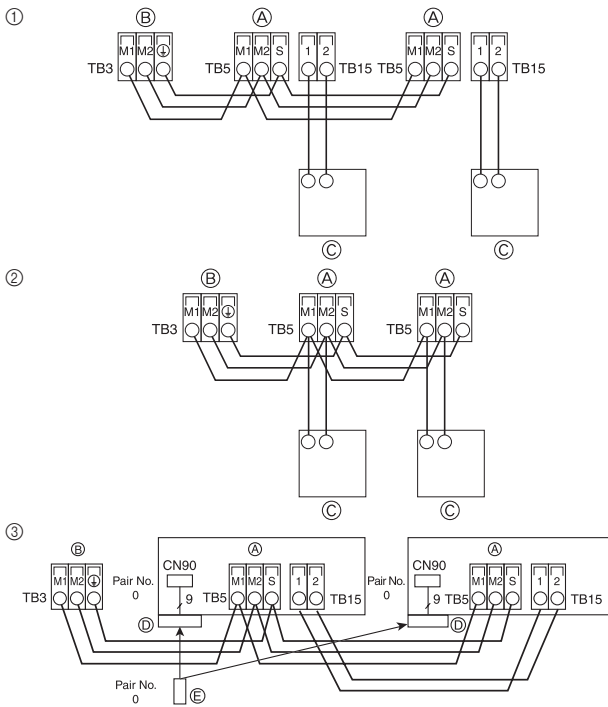 ①
Ⓑ Ⓐ Ⓐ
M1 M2 ⏚ M1 M2 S 1 2 M1 M2 S 1 2
TB3 TB5 TB15 TB5 TB15
Ⓒ Ⓒ
②
Ⓑ Ⓐ Ⓐ
M1 M2 ⏚ M1 M2 S M1 M2 S
TB3 TB5 TB5
Ⓒ Ⓒ
③
Ⓑ Ⓐ Ⓐ
CN90 CN90
M1 M2 ⏚ Pair No. M1 M2 S 1 2 Pair No. M1 M2 S 1 2
0 0
TB3 9 TB5 TB15 9 TB5 TB15
Ⓓ Ⓓ
Pair No.
0 Ⓔ